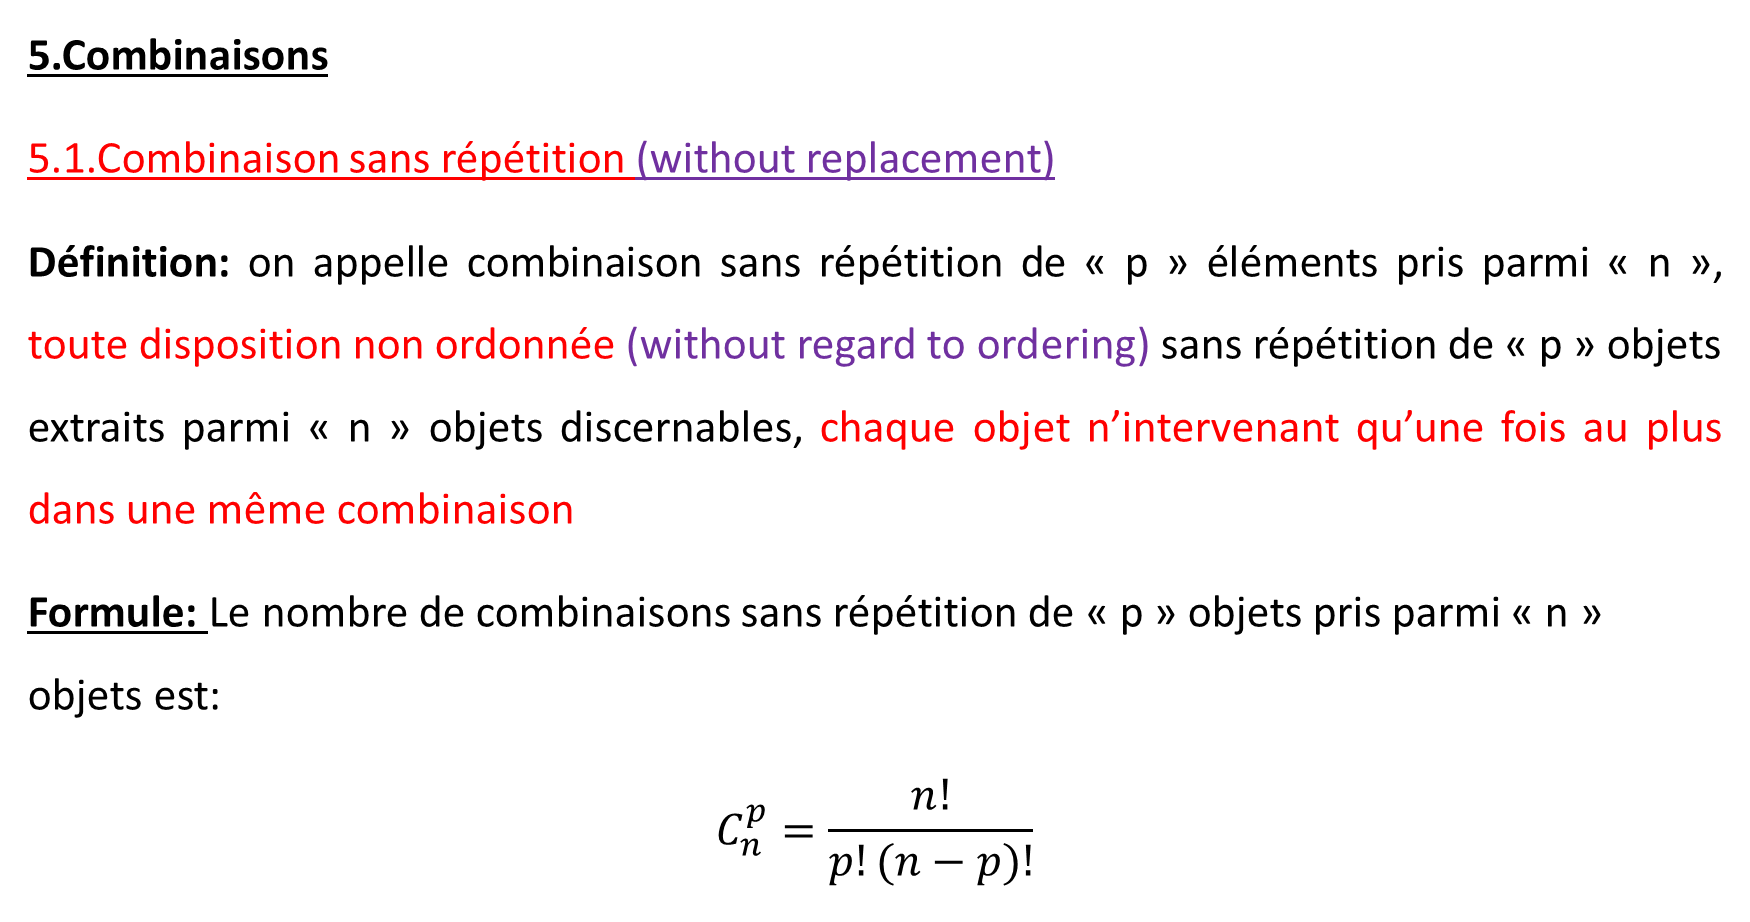 5.Combinaisons
5.1.Combinaison sans répétition (without replacement)
Définition: on appelle combinaison sans répétition de « p » éléments pris parmi « n »,
toute disposition non ordonnée (without regard to ordering) sans répétition de « p » objets
extraits parmi « n » objets discernables, chaque objet n’intervenant qu’une fois au plus
dans une même combinaison
Formule: Le nombre de combinaisons sans répétition de « p » objets pris parmi « n »
objets est:
$C_n^p = \frac{n!}{p!\,(n-p)!}$